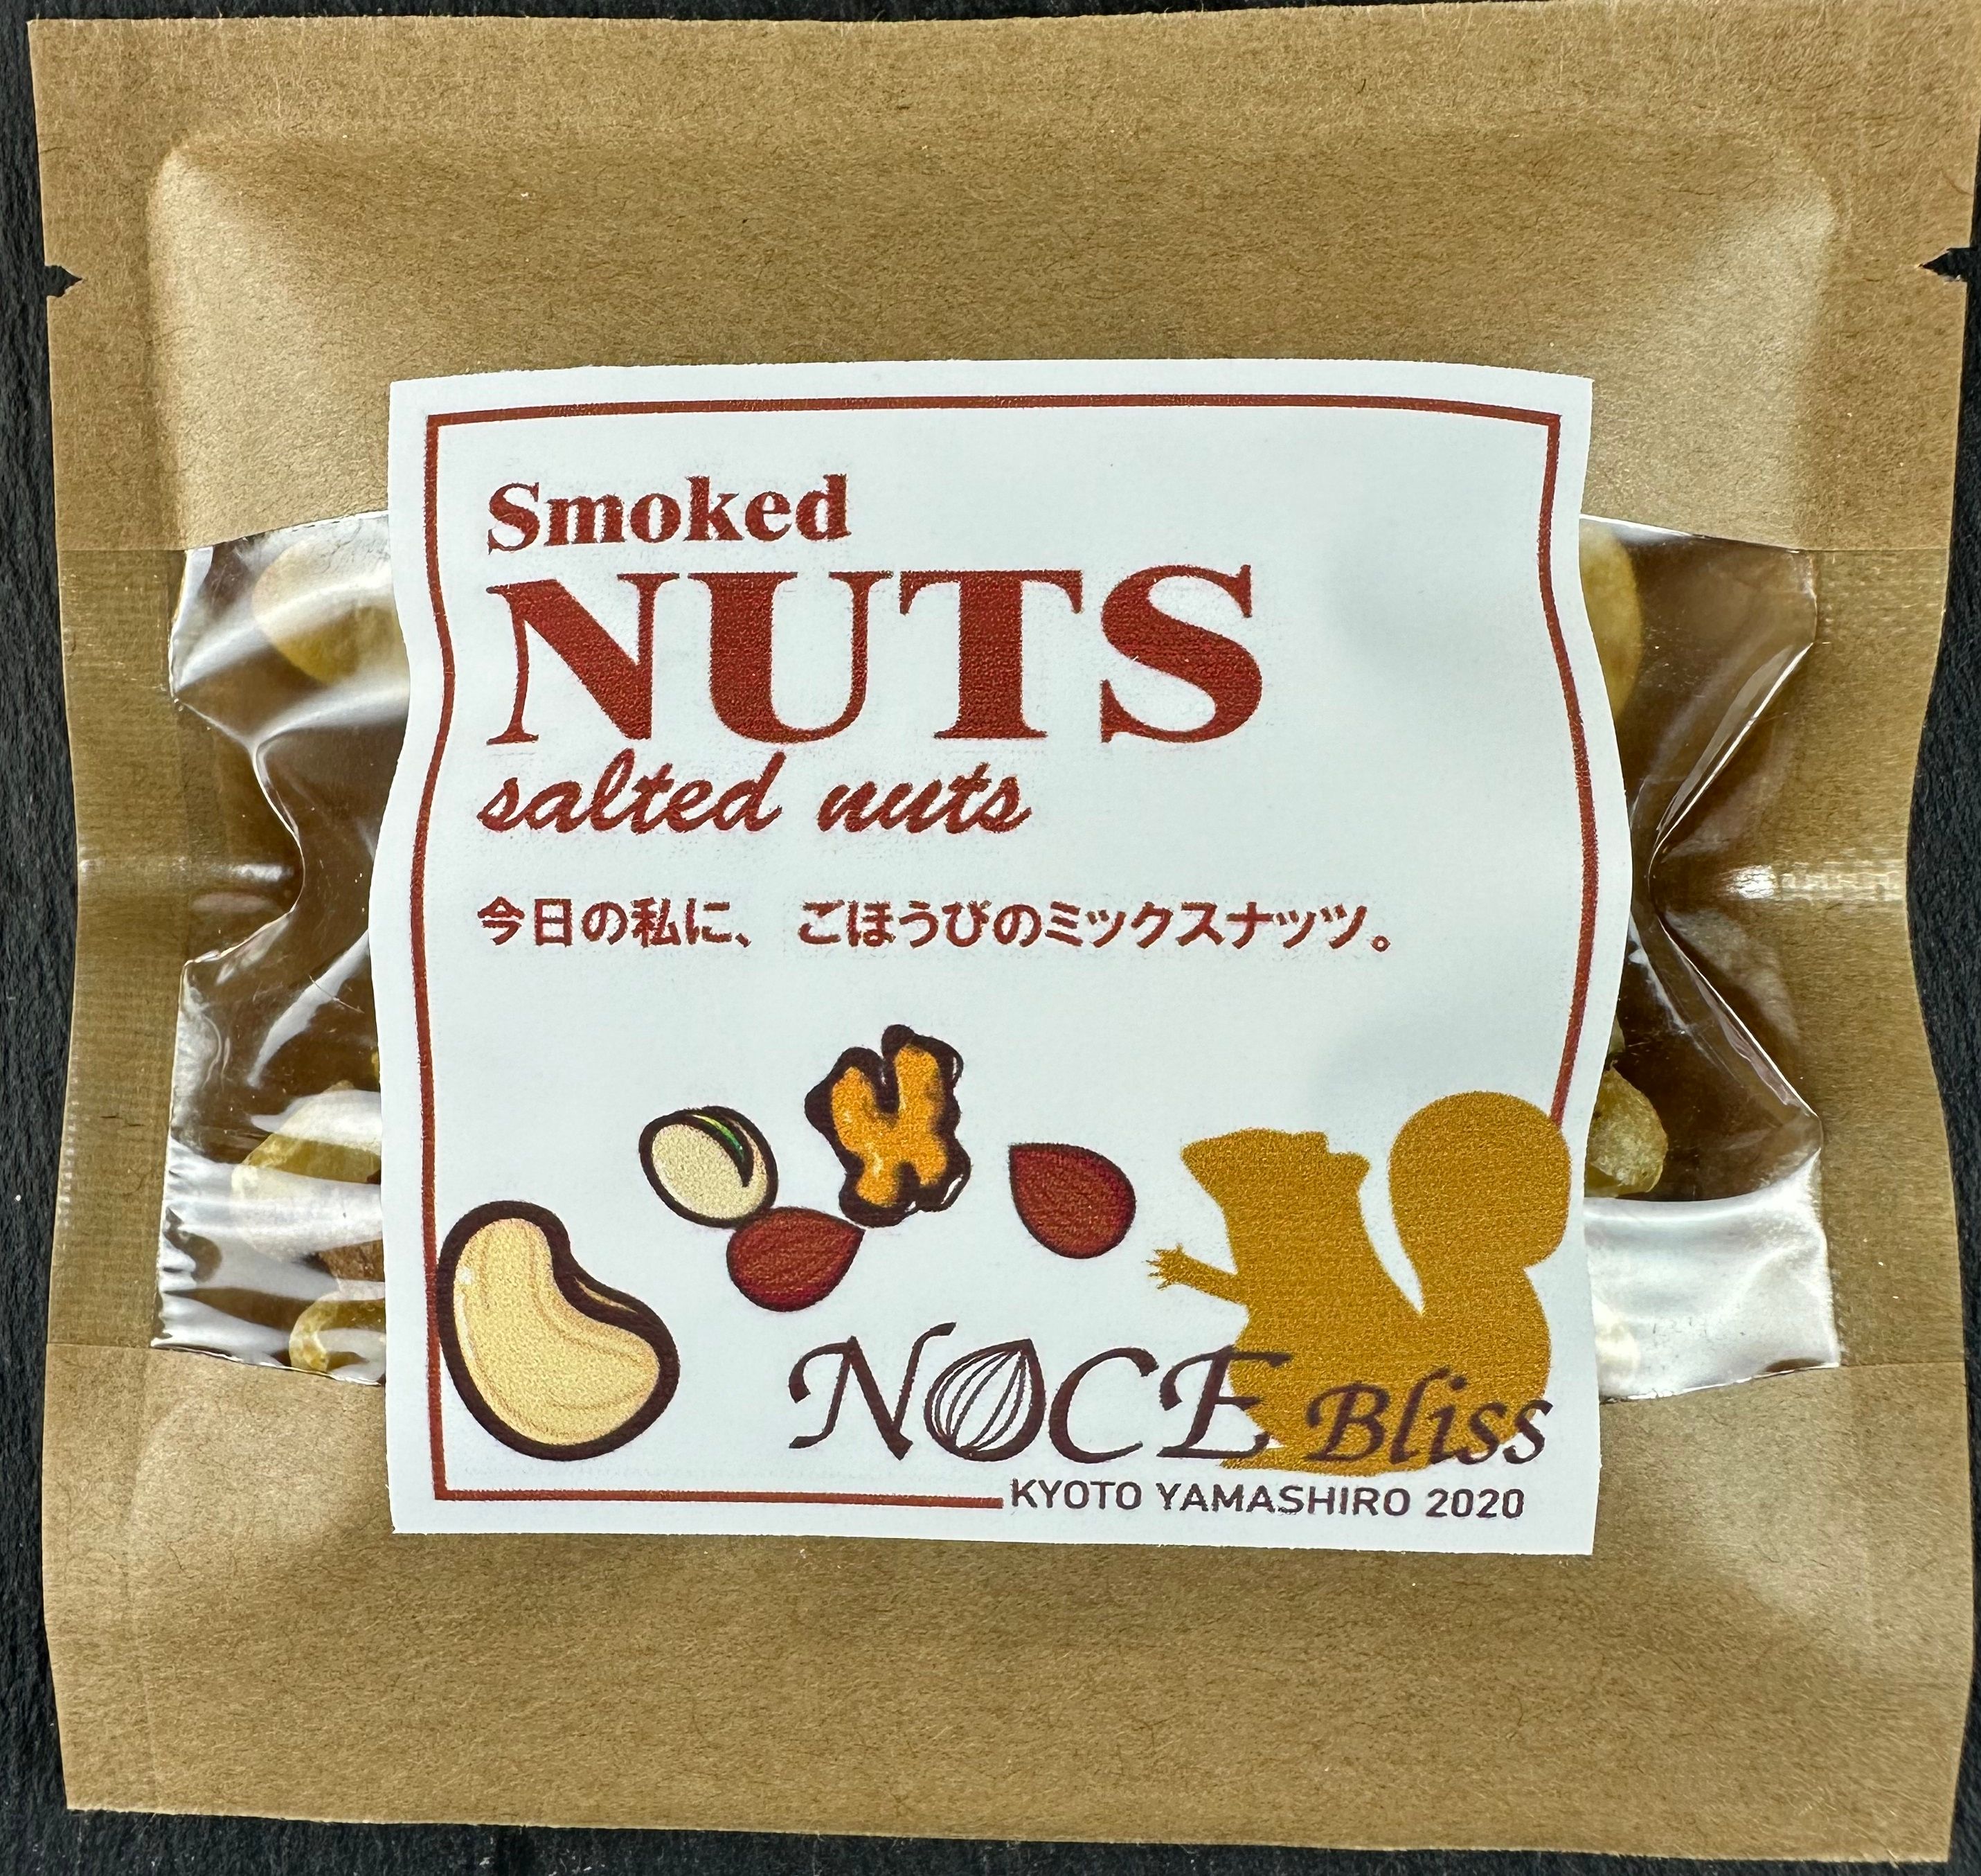 Smoked
NUTS
salted nuts
今日の私に、 ごほうびのミックスナッツ。
NOCE Bliss
KYOTO YAMASHIRO 2020